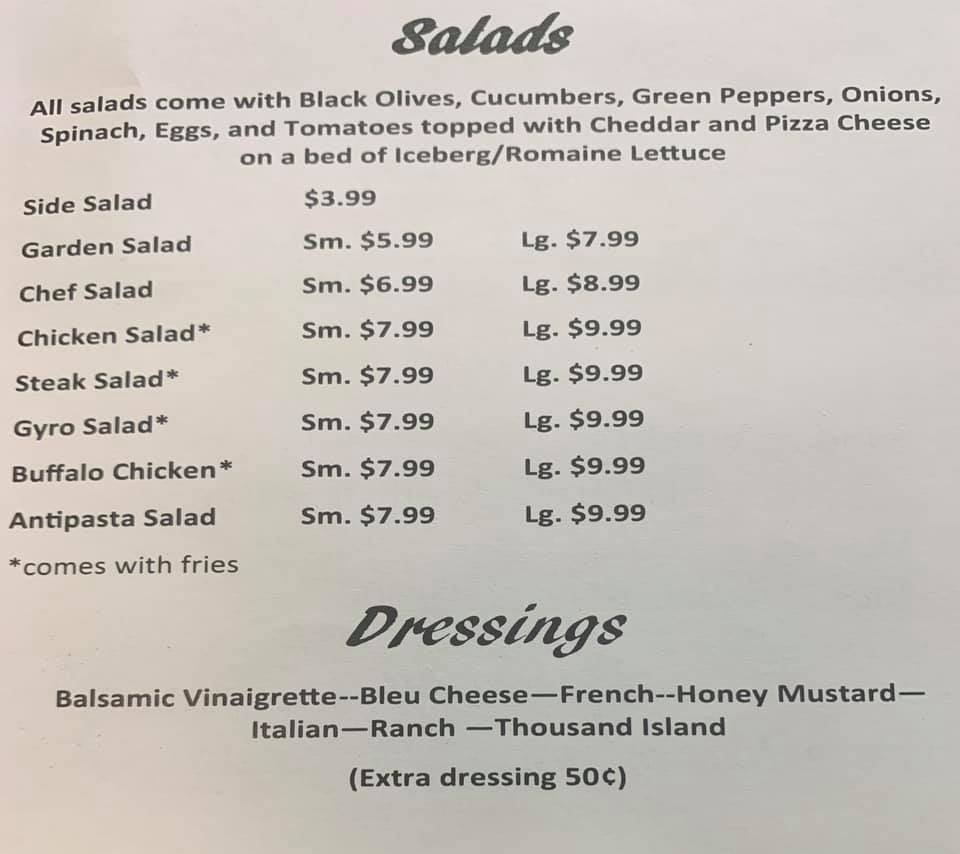 Salads
All salads come with Black Olives, Cucumbers, Green Peppers, Onions,
Spinach, Eggs, and Tomatoes topped with Cheddar and Pizza Cheese
on a bed of Iceberg/Romaine Lettuce
Side Salad $3.99
Garden Salad Sm. $5.99 Lg. $7.99
Chef Salad Sm. $6.99 Lg. $8.99
Chicken Salad* Sm. $7.99 Lg. $9.99
Steak Salad* Sm. $7.99 Lg. $9.99
Gyro Salad* Sm. $7.99 Lg. $9.99
Buffalo Chicken* Sm. $7.99 Lg. $9.99
Antipasta Salad Sm. $7.99 Lg. $9.99
*comes with fries
Dressings
Balsamic Vinaigrette--Bleu Cheese—French--Honey Mustard—
Italian—Ranch —Thousand Island
(Extra dressing 50¢)